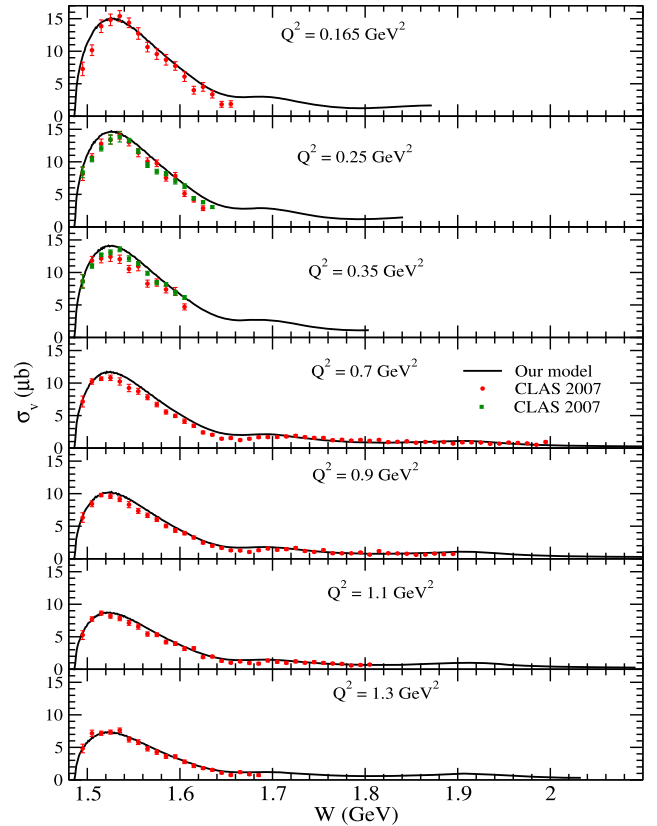 15
10
5
0
Q² = 0.165 GeV²
15
10
5
0
Q² = 0.25 GeV²
15
10
5
0
Q² = 0.35 GeV²
15
10
5
0
Q² = 0.7 GeV²
Our model
CLAS 2007
CLAS 2007
σᵥ (μb)
15
10
5
0
Q² = 0.9 GeV²
15
10
5
0
Q² = 1.1 GeV²
15
10
5
0
Q² = 1.3 GeV²
1.5 1.6 1.7 1.8 1.9 2
W (GeV)